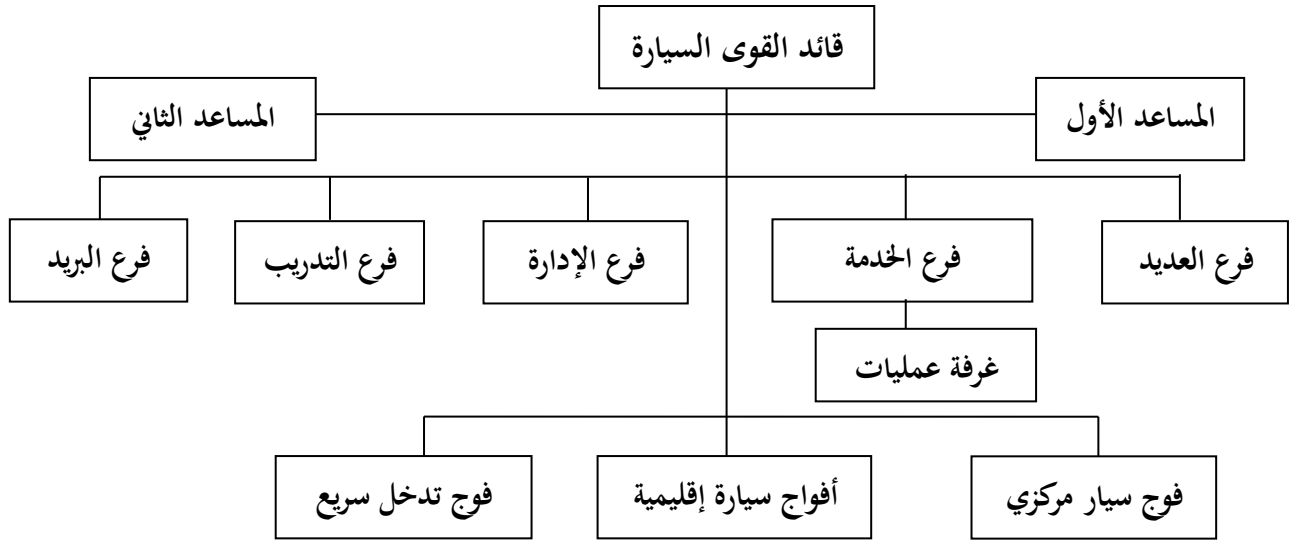 قائد القوى السيارة
المساعد الأول
المساعد الثاني
فرع العديد
فرع الخدمة
فرع الإدارة
فرع التدريب
فرع البريد
غرفة عمليات
فوج سيار مركزي
أفواج سيارة إقليمية
فوج تدخل سريع